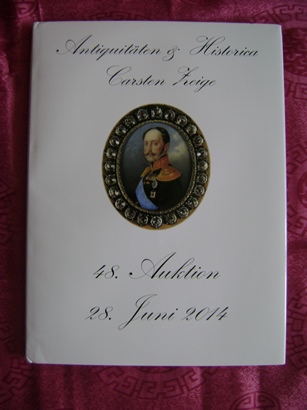 Antiquitäten & Historica
Carsten Zeige
48. Auktion
28. Juni 2014